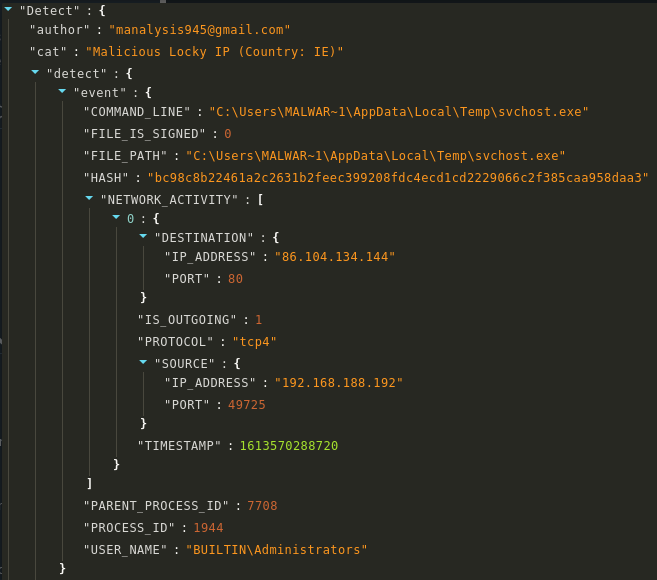 "Detect" : {
"author" : "manalysis945@gmail.com"
"cat" : "Malicious Locky IP (Country: IE)"
"detect" : {
"event" : {
"COMMAND_LINE" : "C:\Users\MALWAR~1\AppData\Local\Temp\svchost.exe"
"FILE_IS_SIGNED" : 0
"FILE_PATH" : "C:\Users\MALWAR~1\AppData\Local\Temp\svchost.exe"
"HASH" : "bc98c8b22461a2c2631b2feec399208fdc4ecd1cd2229066c2f385caa958daa3"
"NETWORK_ACTIVITY" : [
0 : {
"DESTINATION" : {
"IP_ADDRESS" : "86.104.134.144"
"PORT" : 80
}
"IS_OUTGOING" : 1
"PROTOCOL" : "tcp4"
"SOURCE" : {
"IP_ADDRESS" : "192.168.188.192"
"PORT" : 49725
}
"TIMESTAMP" : 1613570288720
}
]
"PARENT_PROCESS_ID" : 7708
"PROCESS_ID" : 1944
"USER_NAME" : "BUILTIN\Administrators"
}